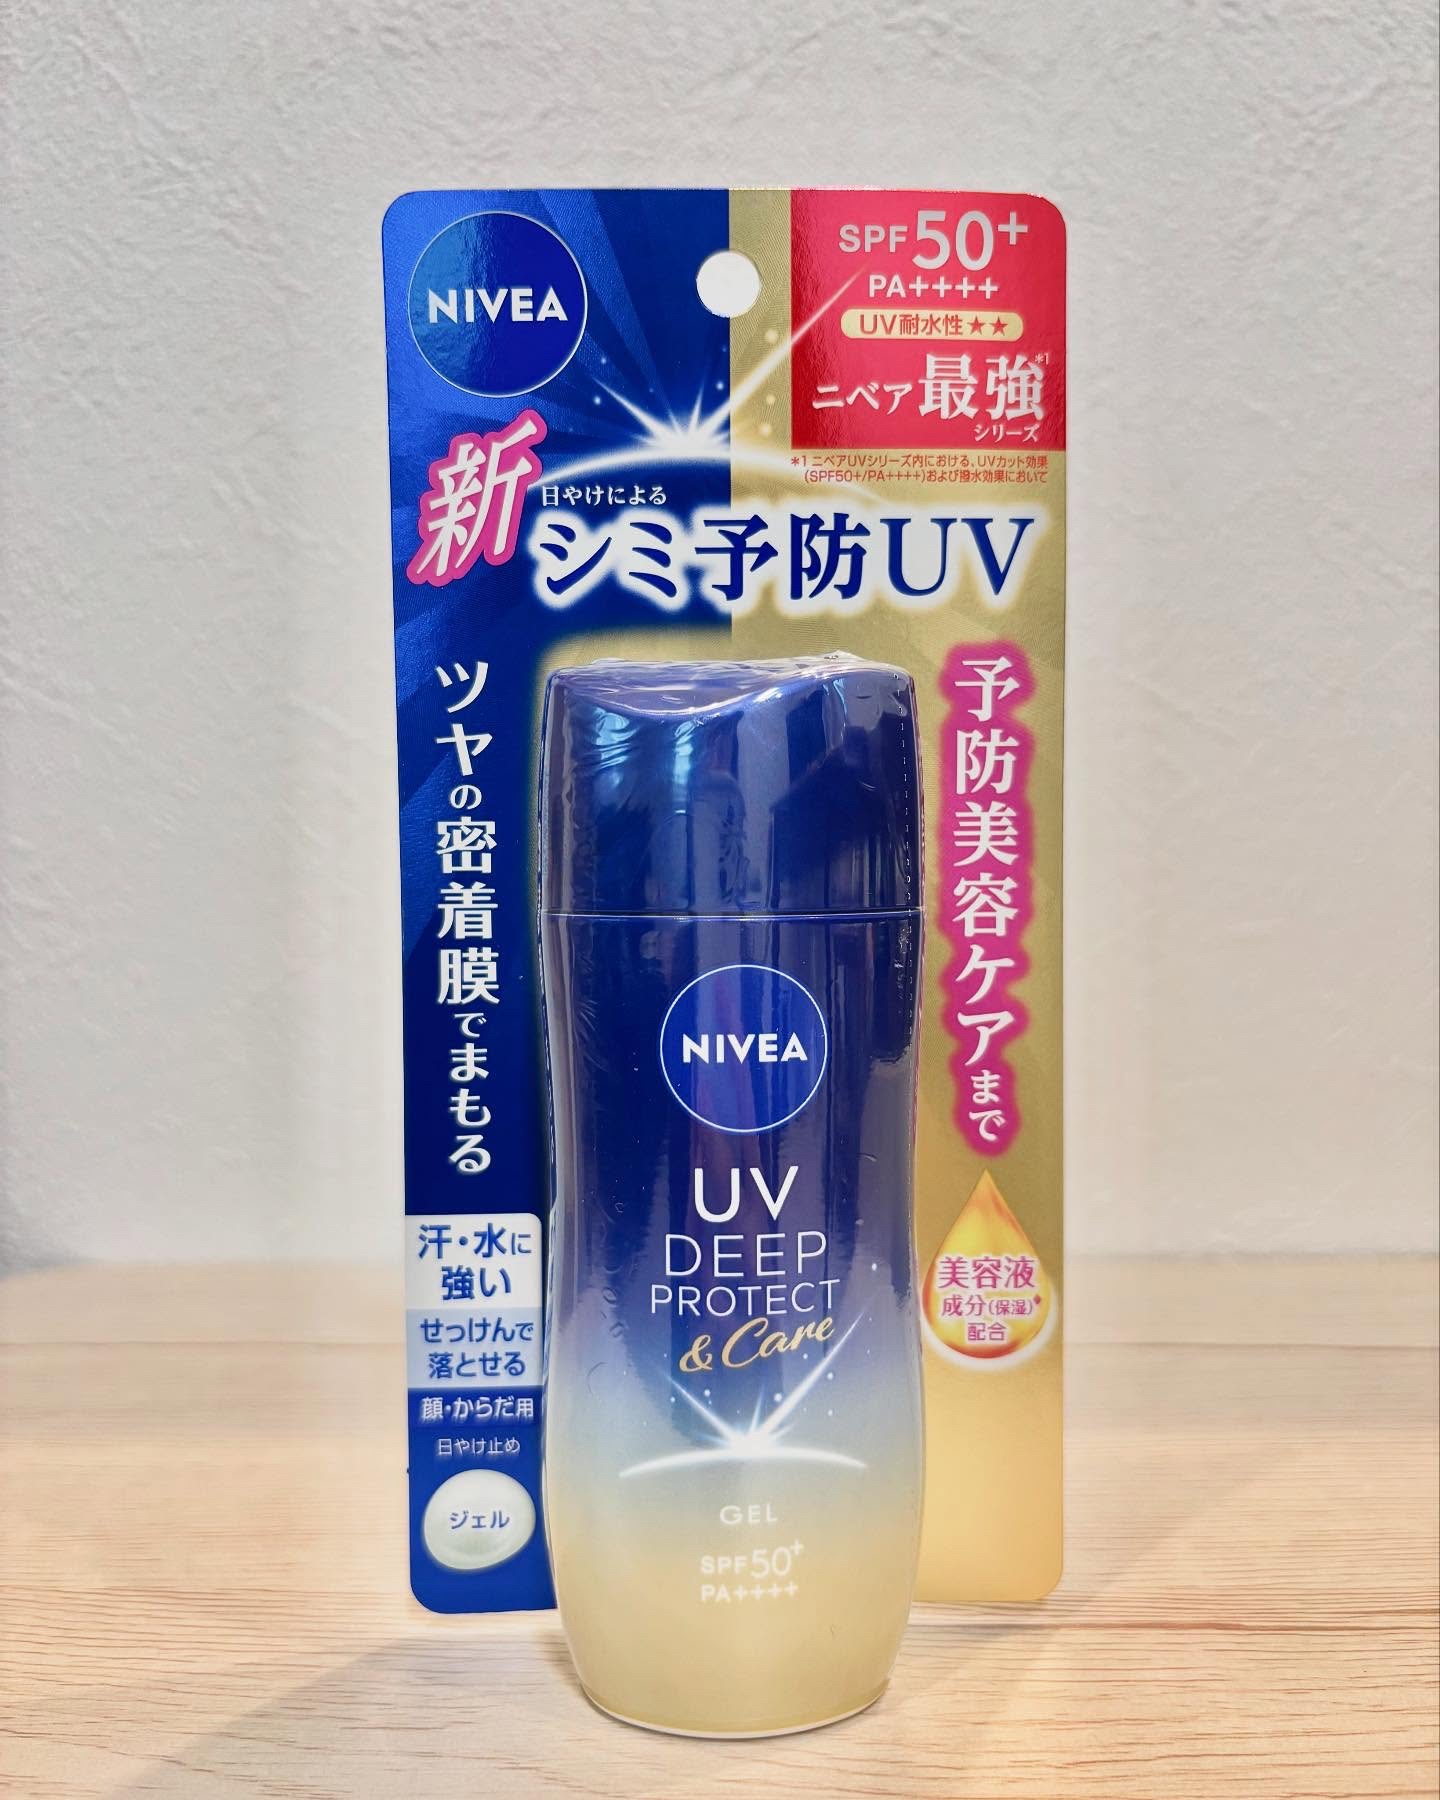 NIVEA
SPF50+
PA++++
UV耐水性★★
ニベア最強*1
シリーズ
*1 ニベアUVシリーズ内における、UVカット効果
(SPF50+/PA++++)および撥水効果において
新
日やけによる
シミ予防UV
ツヤの密着膜でまもる
予防美容ケアまで
汗・水に
強い
せっけんで
落とせる
顔・からだ用
日やけ止め
ジェル
美容液
成分(保湿)♦
配合
NIVEA
UV
DEEP
PROTECT
& Care
GEL
SPF50+
PA++++